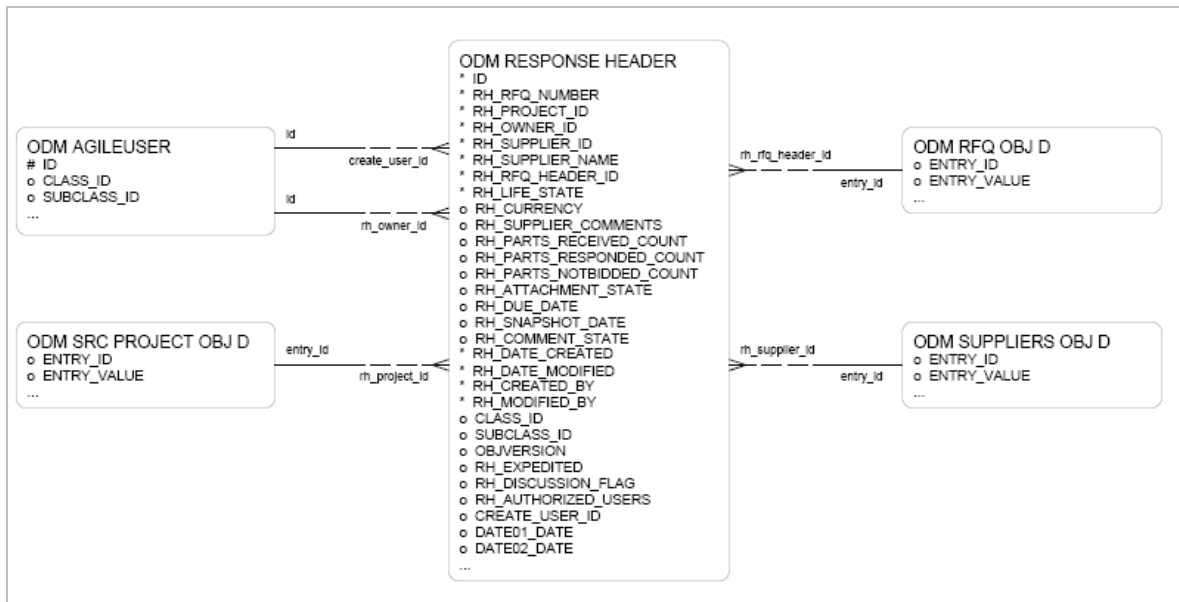 ODM RESPONSE HEADER
* ID
* RH_RFQ_NUMBER
* RH_PROJECT_ID
* RH_OWNER_ID
* RH_SUPPLIER_ID
* RH_SUPPLIER_NAME
* RH_RFQ_HEADER_ID
* RH_LIFE_STATE
o RH_CURRENCY
o RH_SUPPLIER_COMMENTS
o RH_PARTS_RECEIVED_COUNT
o RH_PARTS_RESPONDED_COUNT
o RH_PARTS_NOTBIDDED_COUNT
o RH_ATTACHMENT_STATE
o RH_DUE_DATE
o RH_SNAPSHOT_DATE
o RH_COMMENT_STATE
* RH_DATE_CREATED
* RH_DATE_MODIFIED
* RH_CREATED_BY
* RH_MODIFIED_BY
o CLASS_ID
o SUBCLASS_ID
o OBJVERSION
o RH_EXPEDITED
o RH_DISCUSSION_FLAG
o RH_AUTHORIZED_USERS
o CREATE_USER_ID
o DATE01_DATE
o DATE02_DATE
...
ODM AGILEUSER
# ID
o CLASS_ID
o SUBCLASS_ID
...
id
create_user_id
id
rh_owner_id
ODM SRC PROJECT OBJ D
o ENTRY_ID
o ENTRY_VALUE
...
entry_id
rh_project_id
ODM RFQ OBJ D
o ENTRY_ID
o ENTRY_VALUE
...
rh_rfq_header_id
entry_id
ODM SUPPLIERS OBJ D
o ENTRY_ID
o ENTRY_VALUE
...
rh_supplier_id
entry_id